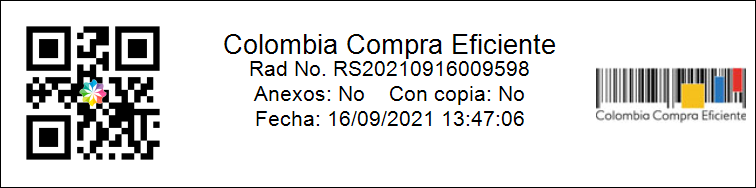 Colombia Compra Eficiente
Rad No. RS20210916009598
Anexos: No Con copia: No
Fecha: 16/09/2021 13:47:06
Colombia Compra Eficiente